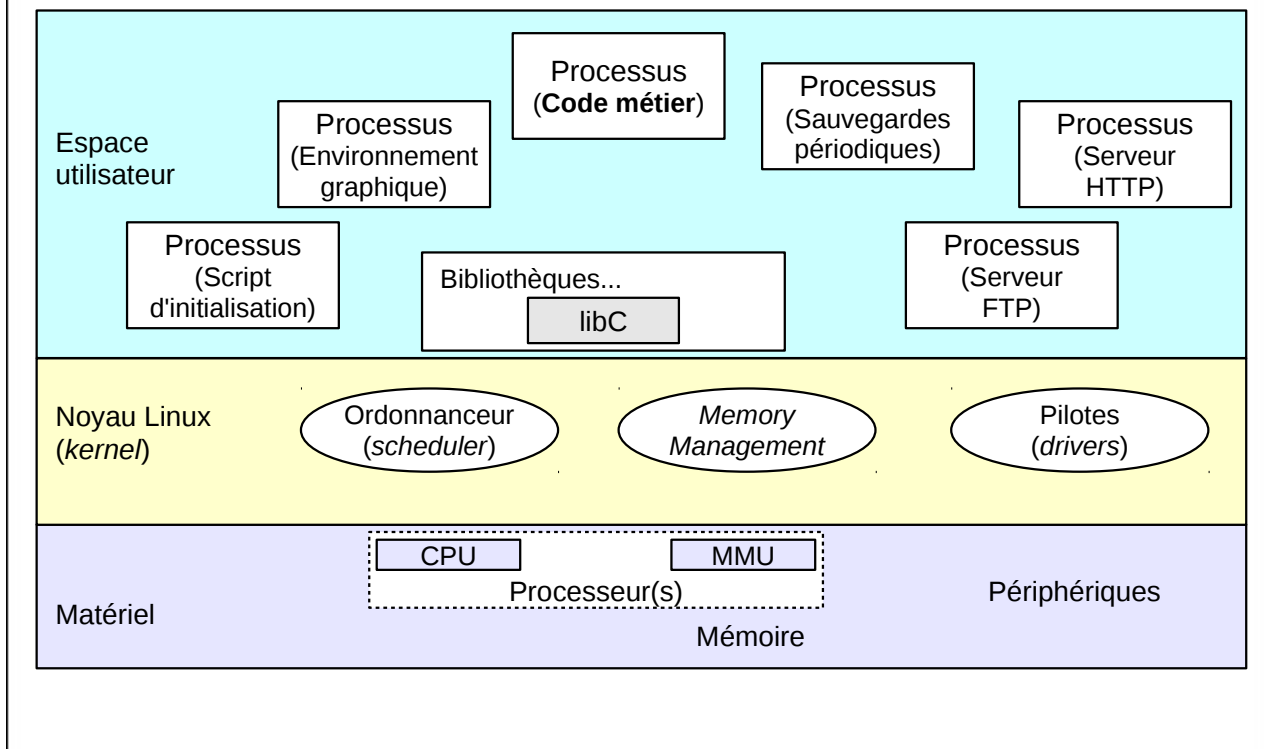 Processus
(Code métier)
Processus
(Sauvegardes
périodiques)
Processus
(Environnement
graphique)
Processus
(Serveur
HTTP)
Espace
utilisateur
Processus
(Script
d'initialisation)
Bibliothèques...
libC
Processus
(Serveur
FTP)
Noyau Linux
(kernel)
Ordonnanceur
(scheduler)
Memory
Management
Pilotes
(drivers)
CPU
MMU
Processeur(s)
Périphériques
Matériel
Mémoire